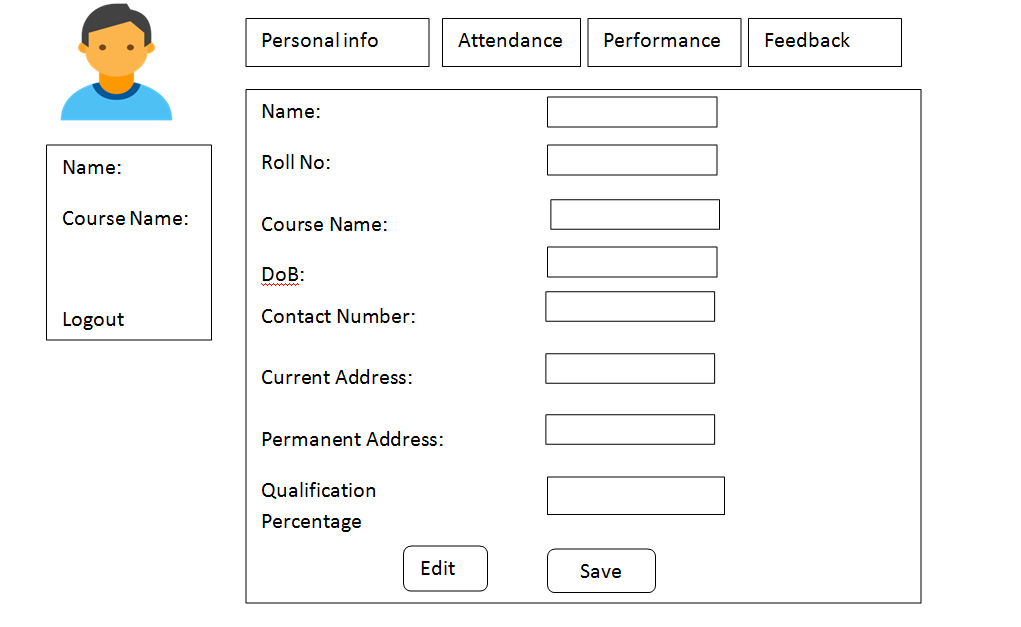 Personal info
Attendance
Performance
Feedback
Name:
Course Name:
Logout
Name:
Roll No:
Course Name:
DoB:
Contact Number:
Current Address:
Permanent Address:
Qualification
Percentage
Edit
Save